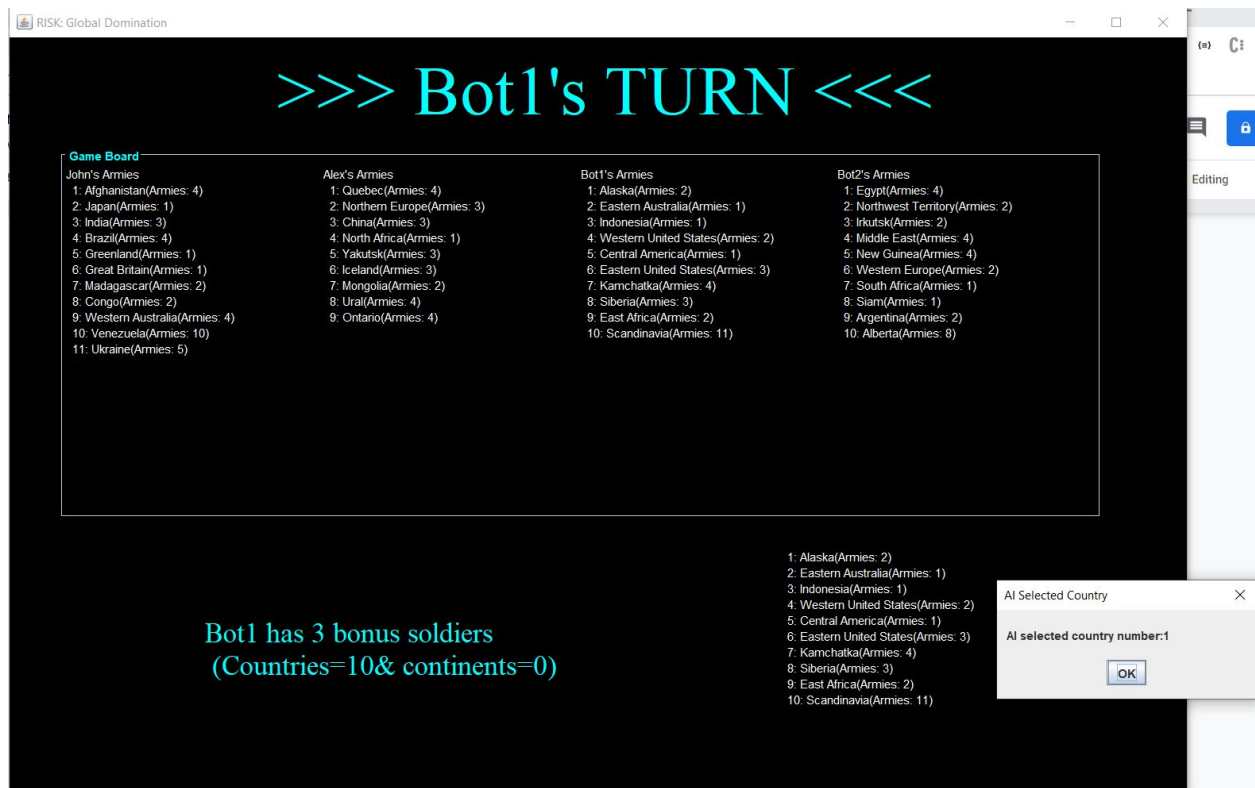 RISK: Global Domination
>>> Bot1's TURN <<<
Game Board
John's Armies
1: Afghanistan(Armies: 4)
2: Japan(Armies: 1)
3: India(Armies: 3)
4: Brazil(Armies: 4)
5: Greenland(Armies: 1)
6: Great Britain(Armies: 1)
7: Madagascar(Armies: 2)
8: Congo(Armies: 2)
9: Western Australia(Armies: 4)
10: Venezuela(Armies: 10)
11: Ukraine(Armies: 5)
Alex's Armies
1: Quebec(Armies: 4)
2: Northern Europe(Armies: 3)
3: China(Armies: 3)
4: North Africa(Armies: 1)
5: Yakutsk(Armies: 3)
6: Iceland(Armies: 3)
7: Mongolia(Armies: 2)
8: Ural(Armies: 4)
9: Ontario(Armies: 4)
Bot1's Armies
1: Alaska(Armies: 2)
2: Eastern Australia(Armies: 1)
3: Indonesia(Armies: 1)
4: Western United States(Armies: 2)
5: Central America(Armies: 1)
6: Eastern United States(Armies: 3)
7: Kamchatka(Armies: 4)
8: Siberia(Armies: 3)
9: East Africa(Armies: 2)
10: Scandinavia(Armies: 11)
Bot2's Armies
1: Egypt(Armies: 4)
2: Northwest Territory(Armies: 2)
3: Irkutsk(Armies: 2)
4: Middle East(Armies: 4)
5: New Guinea(Armies: 4)
6: Western Europe(Armies: 2)
7: South Africa(Armies: 1)
8: Siam(Armies: 1)
9: Argentina(Armies: 2)
10: Alberta(Armies: 8)
Bot1 has 3 bonus soldiers
(Countries=10& continents=0)
1: Alaska(Armies: 2)
2: Eastern Australia(Armies: 1)
3: Indonesia(Armies: 1)
4: Western United States(Armies: 2)
5: Central America(Armies: 1)
6: Eastern United States(Armies: 3)
7: Kamchatka(Armies: 4)
8: Siberia(Armies: 3)
9: East Africa(Armies: 2)
10: Scandinavia(Armies: 11)
AI Selected Country
AI selected country number:1
OK
Editing